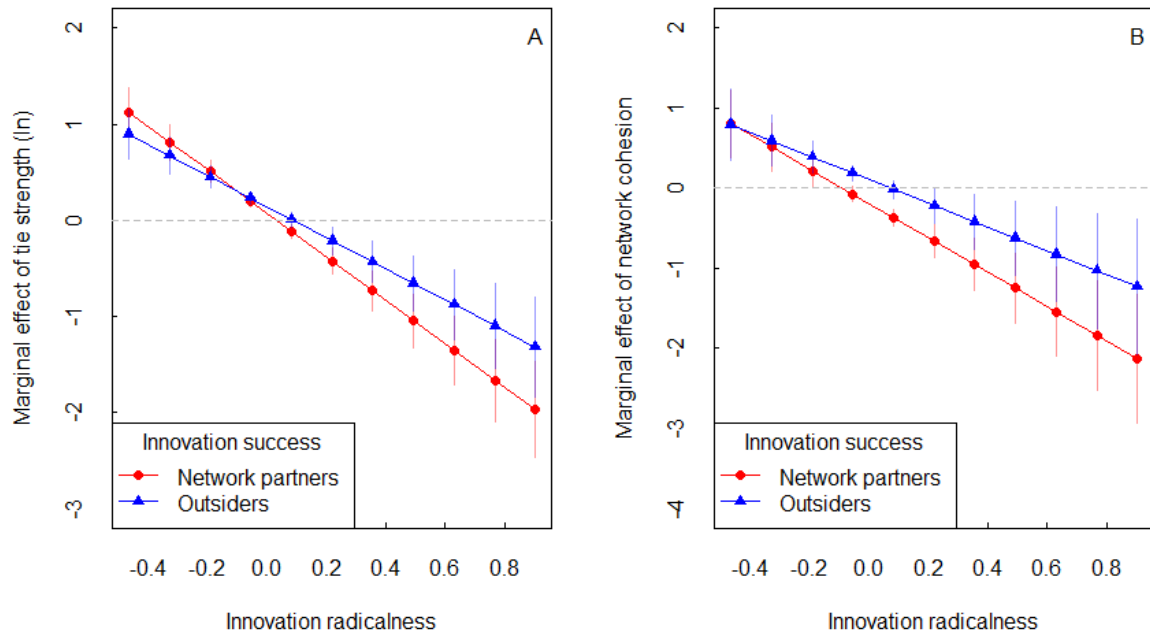 A
Marginal effect of tie strength (ln)
2
1
0
-1
-2
-3
Innovation success
Network partners
Outsiders
-0.4 -0.2 0.0 0.2 0.4 0.6 0.8
Innovation radicalness
B
Marginal effect of network cohesion
2
1
0
-1
-2
-3
-4
Innovation success
Network partners
Outsiders
-0.4 -0.2 0.0 0.2 0.4 0.6 0.8
Innovation radicalness